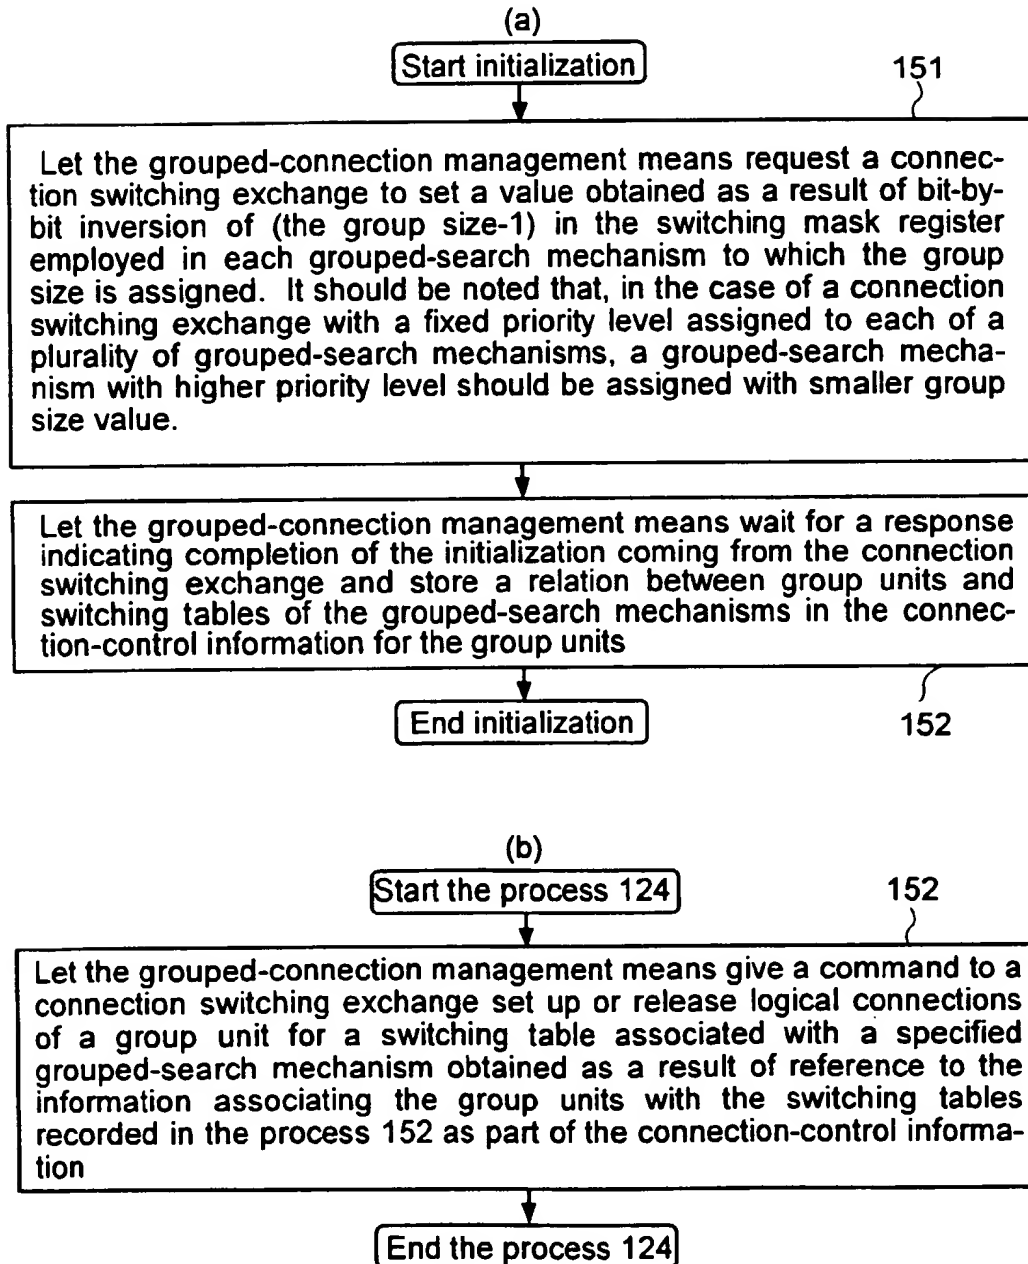 (a)
Start initialization
151
Let the grouped-connection management means request a connec-
tion switching exchange to set a value obtained as a result of bit-by-
bit inversion of (the group size-1) in the switching mask register
employed in each grouped-search mechanism to which the group
size is assigned. It should be noted that, in the case of a connection
switching exchange with a fixed priority level assigned to each of a
plurality of grouped-search mechanisms, a grouped-search mecha-
nism with higher priority level should be assigned with smaller group
size value.
Let the grouped-connection management means wait for a response
indicating completion of the initialization coming from the connection
switching exchange and store a relation between group units and
switching tables of the grouped-search mechanisms in the connec-
tion-control information for the group units
End initialization
152
(b)
Start the process 124
152
Let the grouped-connection management means give a command to a
connection switching exchange set up or release logical connections
of a group unit for a switching table associated with a specified
grouped-search mechanism obtained as a result of reference to the
information associating the group units with the switching tables
recorded in the process 152 as part of the connection-control informa-
tion
End the process 124